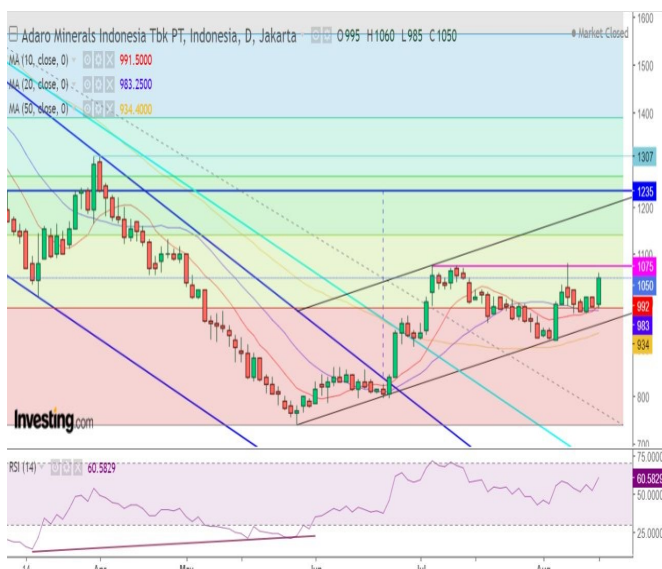 Adaro Minerals Indonesia Tbk PT, Indonesia, D, Jakarta O995 H1060 L985 C1050
Market Closed
MA (10, close, 0) 991.5000
MA (20, close, 0) 983.2500
MA (50, close, 0) 934.4000
1600
1500
1400
1307
1235
1200
1100
1075
1050
992
983
934
800
700
Investing.com
RSI (14) 60.5829
75.0000
60.5829
50.0000
25.0000
14 Apr May Jun Jul Aug